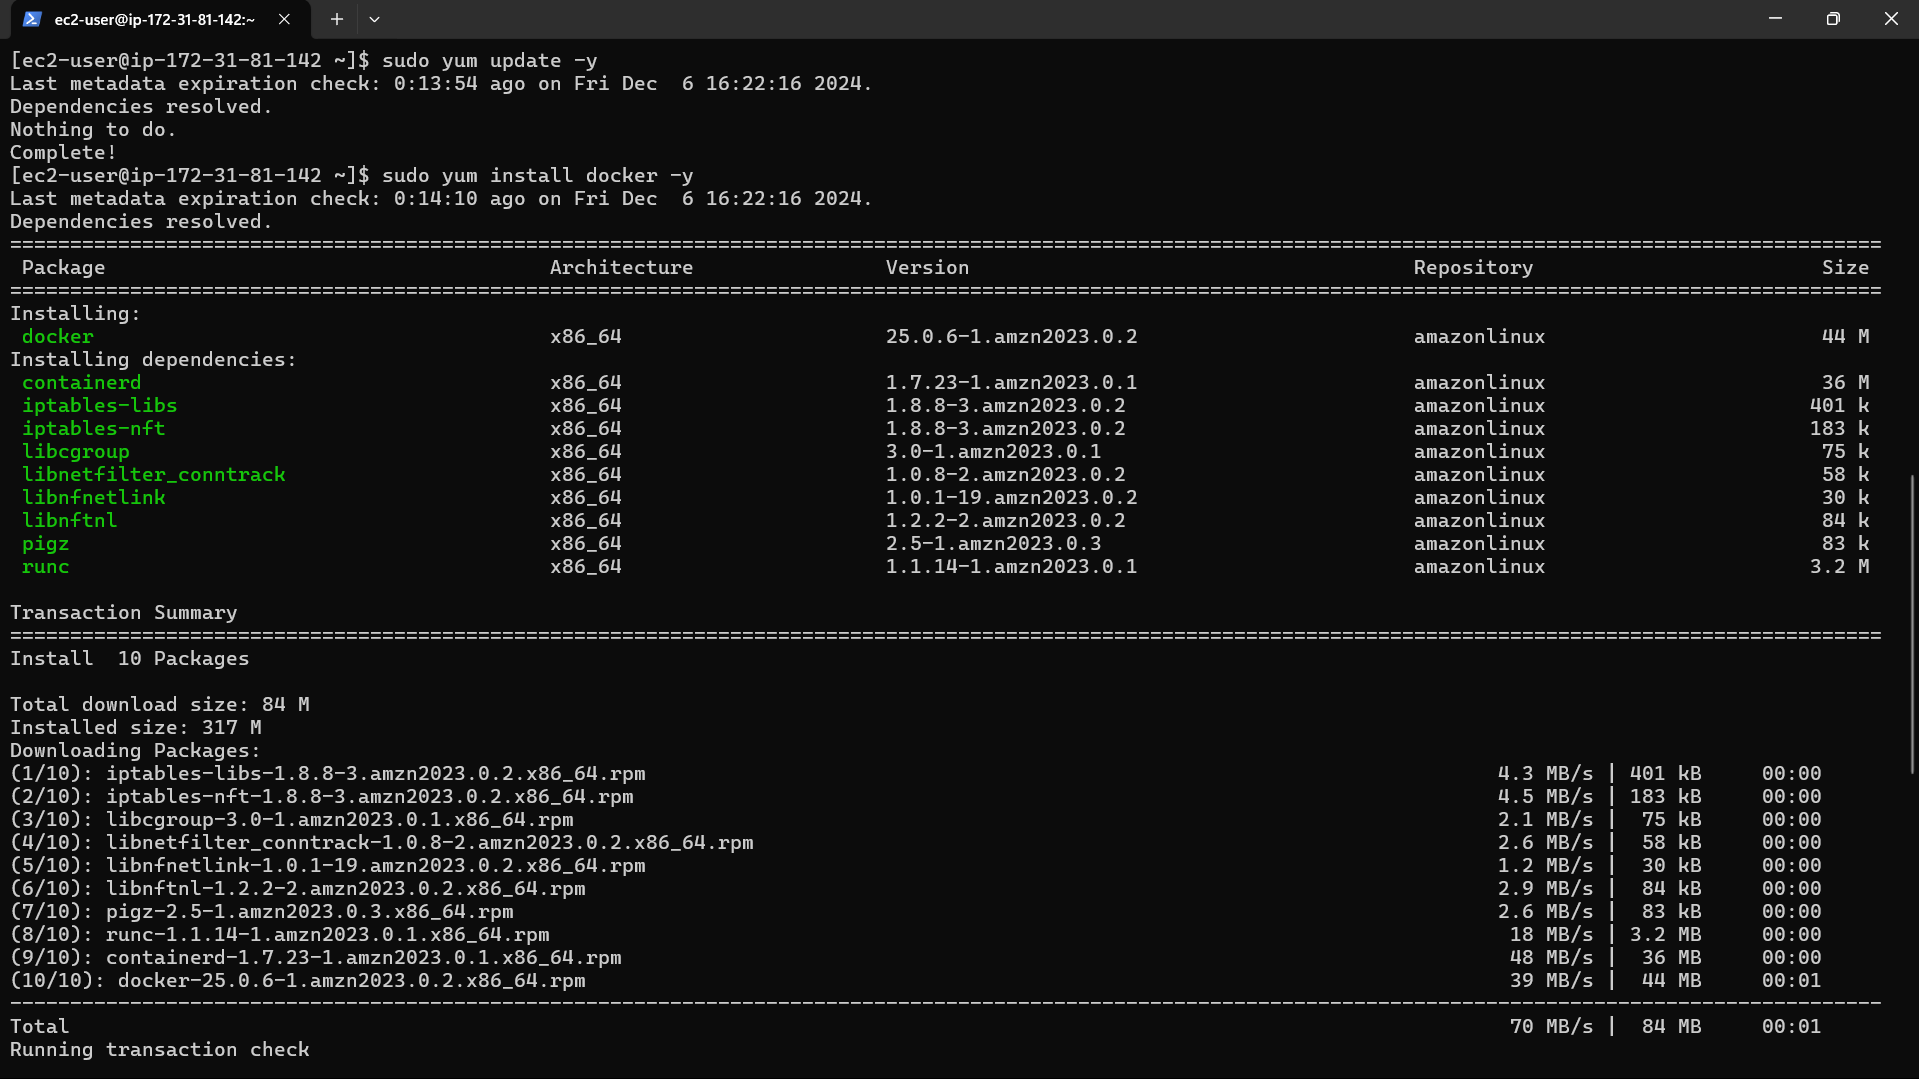 ec2-user@ip-172-31-81-142:~
[ec2-user@ip-172-31-81-142 ~]$ sudo yum update -y
Last metadata expiration check: 0:13:54 ago on Fri Dec  6 16:22:16 2024.
Dependencies resolved.
Nothing to do.
Complete!
[ec2-user@ip-172-31-81-142 ~]$ sudo yum install docker -y
Last metadata expiration check: 0:14:10 ago on Fri Dec  6 16:22:16 2024.
Dependencies resolved.
Package Architecture Version Repository Size
Installing:
docker x86_64 25.0.6-1.amzn2023.0.2 amazonlinux 44 M
Installing dependencies:
containerd x86_64 1.7.23-1.amzn2023.0.1 amazonlinux 36 M
iptables-libs x86_64 1.8.8-3.amzn2023.0.2 amazonlinux 401 k
iptables-nft x86_64 1.8.8-3.amzn2023.0.2 amazonlinux 183 k
libcgroup x86_64 3.0-1.amzn2023.0.1 amazonlinux 75 k
libnetfilter_conntrack x86_64 1.0.8-2.amzn2023.0.2 amazonlinux 58 k
libnfnetlink x86_64 1.0.1-19.amzn2023.0.2 amazonlinux 30 k
libnftnl x86_64 1.2.2-2.amzn2023.0.2 amazonlinux 84 k
pigz x86_64 2.5-1.amzn2023.0.3 amazonlinux 83 k
runc x86_64 1.1.14-1.amzn2023.0.1 amazonlinux 3.2 M
Transaction Summary
Install  10 Packages
Total download size: 84 M
Installed size: 317 M
Downloading Packages:
(1/10): iptables-libs-1.8.8-3.amzn2023.0.2.x86_64.rpm 4.3 MB/s | 401 kB 00:00
(2/10): iptables-nft-1.8.8-3.amzn2023.0.2.x86_64.rpm 4.5 MB/s | 183 kB 00:00
(3/10): libcgroup-3.0-1.amzn2023.0.1.x86_64.rpm 2.1 MB/s | 75 kB 00:00
(4/10): libnetfilter_conntrack-1.0.8-2.amzn2023.0.2.x86_64.rpm 2.6 MB/s | 58 kB 00:00
(5/10): libnfnetlink-1.0.1-19.amzn2023.0.2.x86_64.rpm 1.2 MB/s | 30 kB 00:00
(6/10): libnftnl-1.2.2-2.amzn2023.0.2.x86_64.rpm 2.9 MB/s | 84 kB 00:00
(7/10): pigz-2.5-1.amzn2023.0.3.x86_64.rpm 2.6 MB/s | 83 kB 00:00
(8/10): runc-1.1.14-1.amzn2023.0.1.x86_64.rpm 18 MB/s | 3.2 MB 00:00
(9/10): containerd-1.7.23-1.amzn2023.0.1.x86_64.rpm 48 MB/s | 36 MB 00:00
(10/10): docker-25.0.6-1.amzn2023.0.2.x86_64.rpm 39 MB/s | 44 MB 00:01
Total 70 MB/s | 84 MB 00:01
Running transaction check